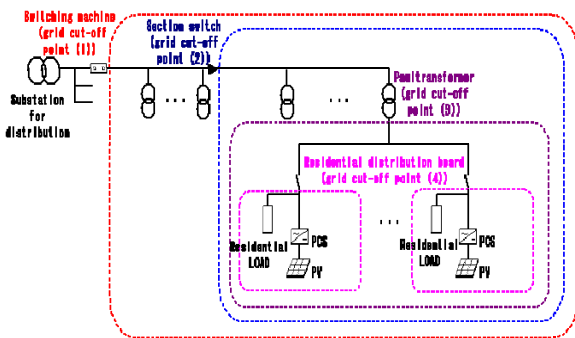 Switching machine
(grid cut-off
point (1))
Section switch
(grid cut-off
point (2))
Substation
for
distribution
Paultransformer
(grid cut-off
point (3))
Residential distribution board
(grid cut-off point (4))
Residential
LOAD
PCS
PV
Residential
LOAD
PCS
PV